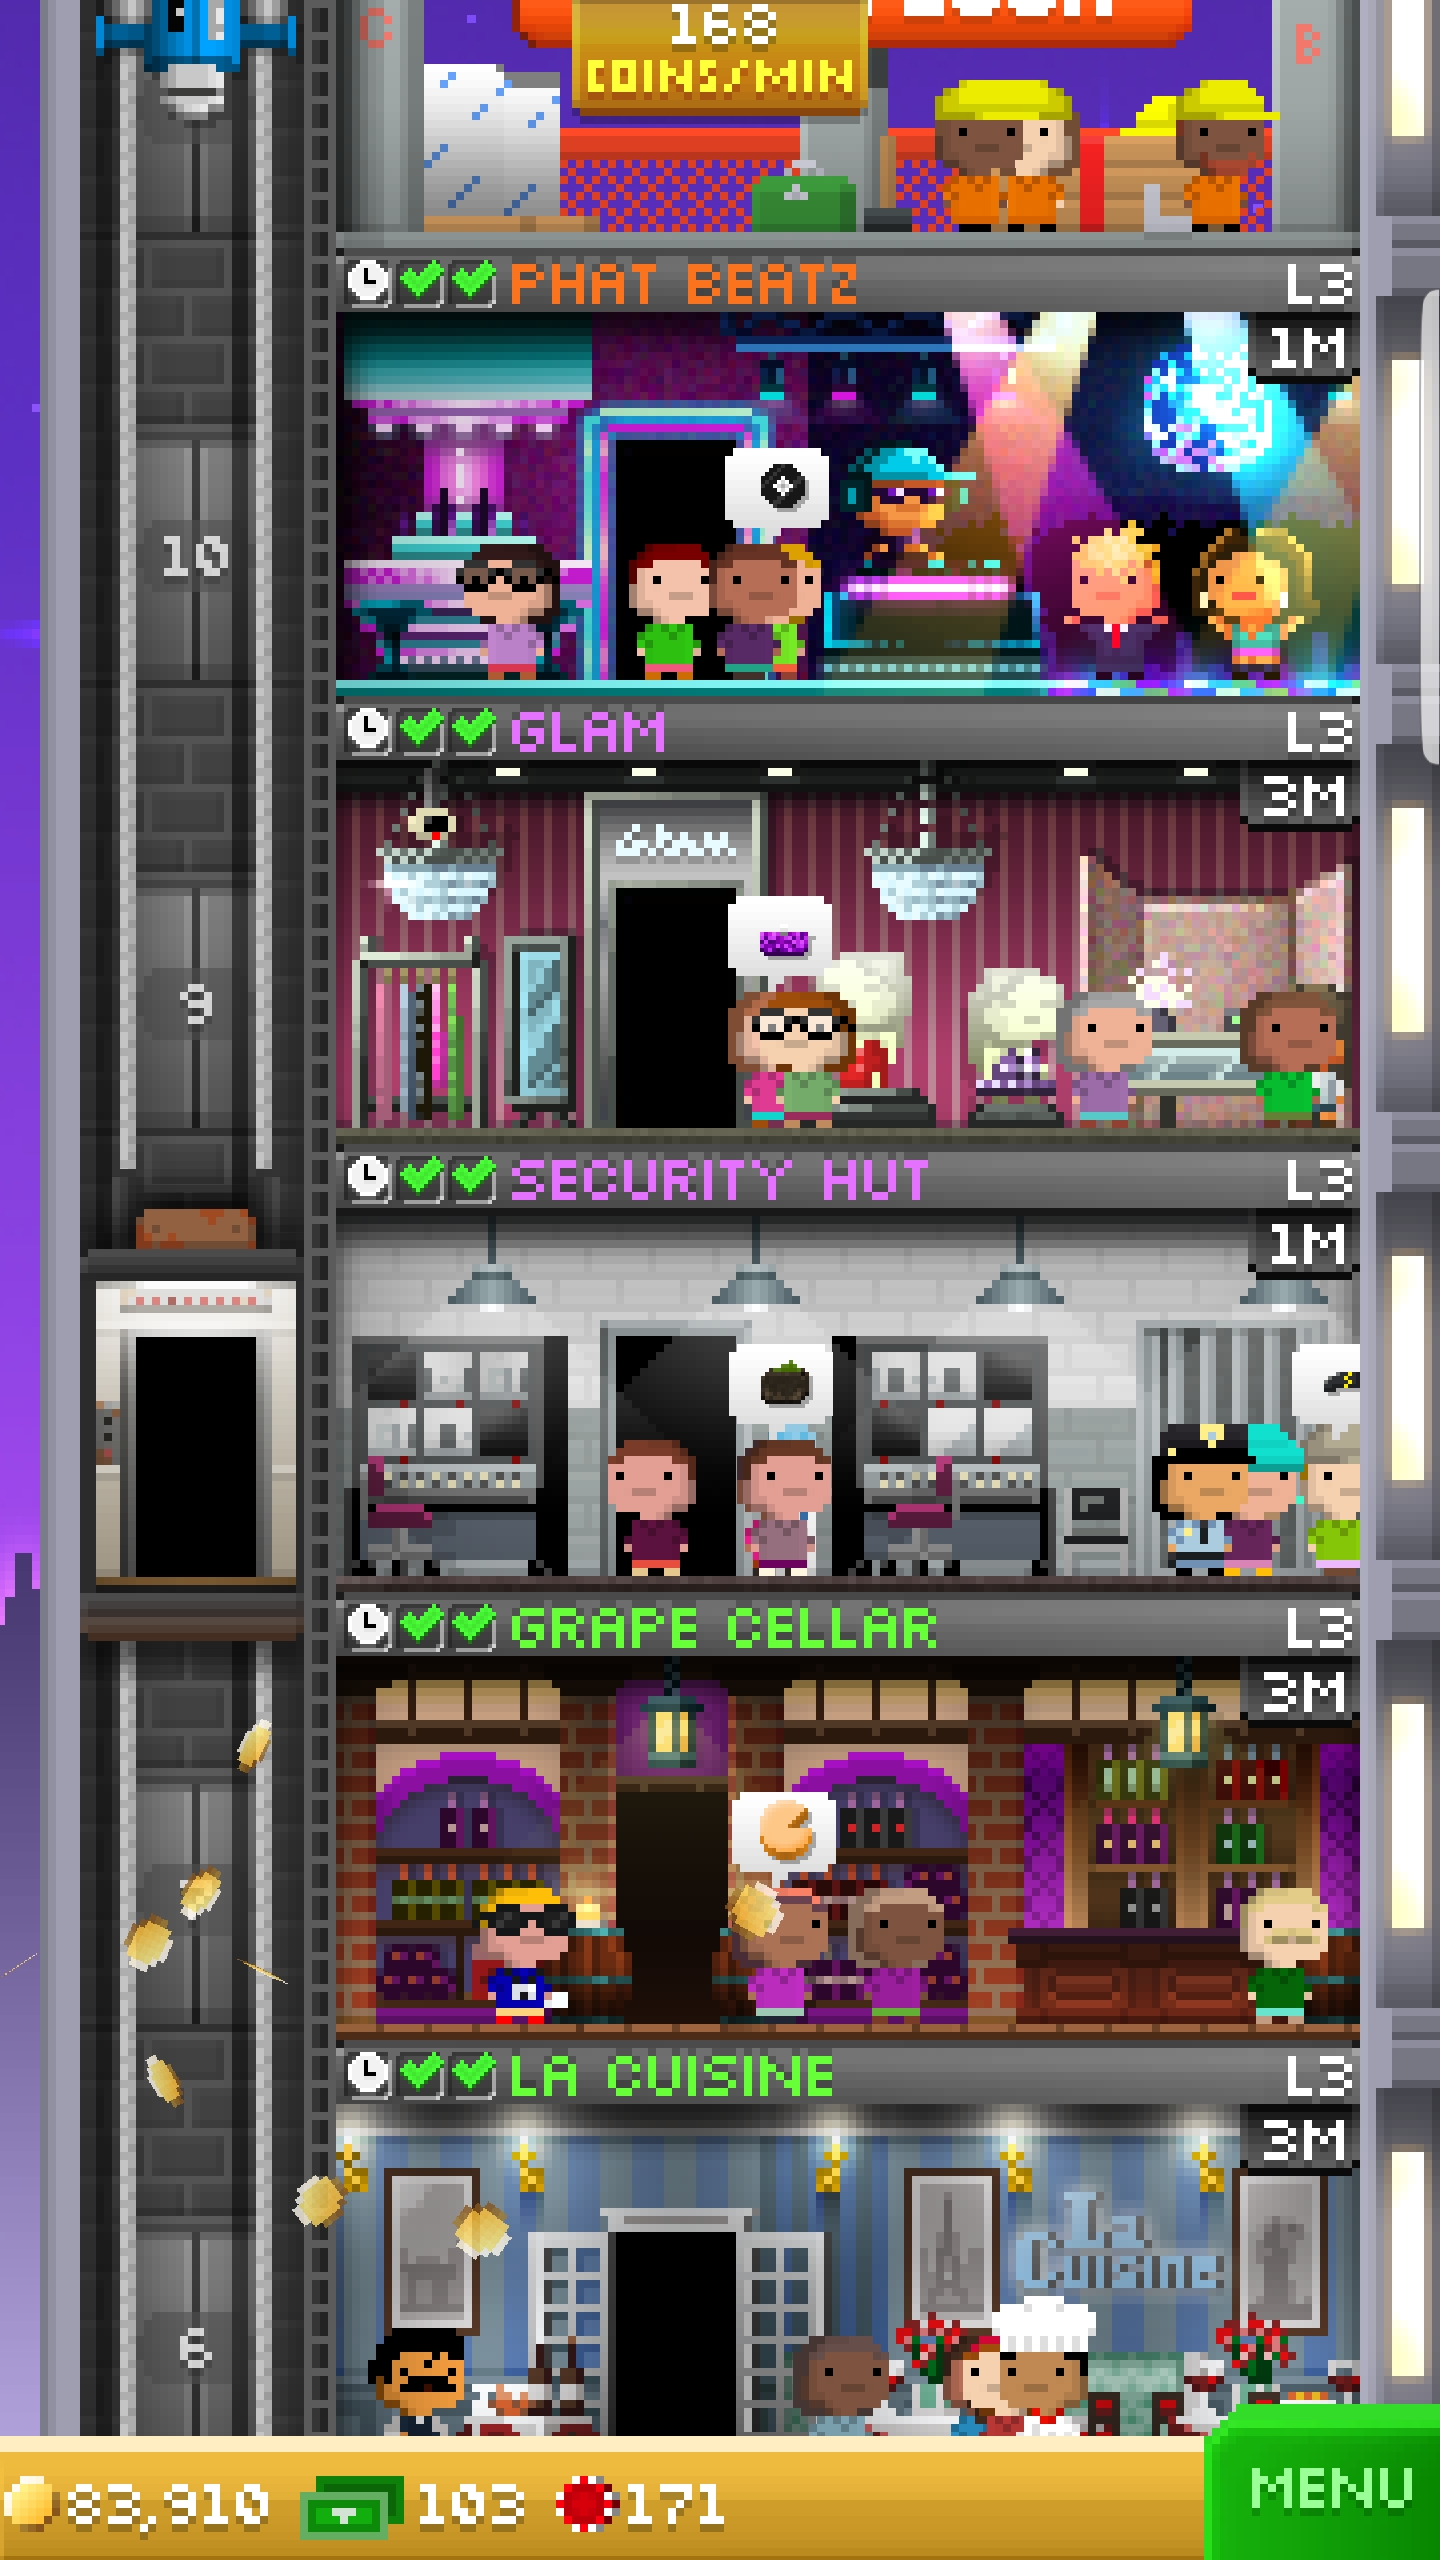 C
168
COINS/MIN
B
PHAT BEATZ
L3
1M
10
GLAM
L3
3M
Glam
9
SECURITY HUT
L3
1M
GRAPE CELLAR
L3
3M
LA CUISINE
L3
3M
La
Cuisine
6
83,910
103
171
MENU